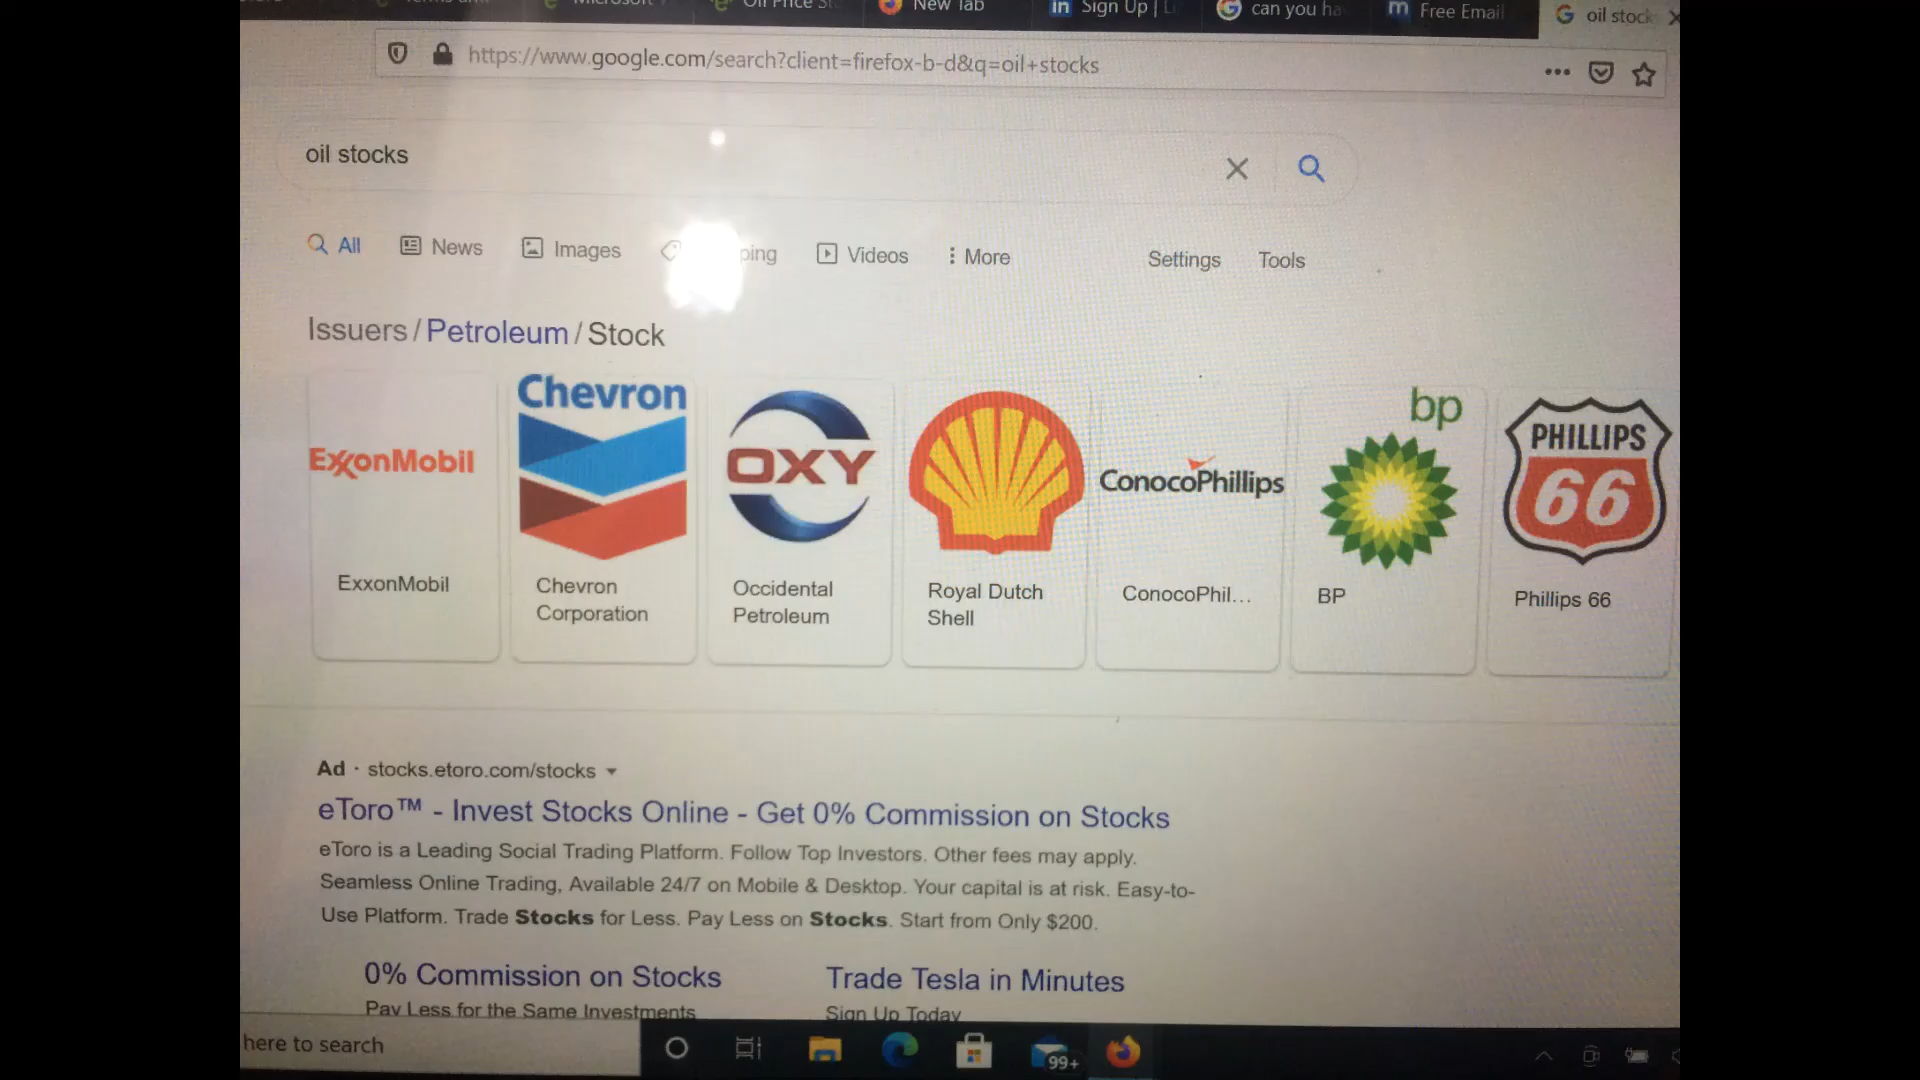 New Tab
Sign Up |
can you ha
Free Email
oil stock
https://www.google.com/search?client=firefox-b-d&q=oil+stocks
oil stocks
All
News
Images
ping
Videos
More
Settings
Tools
Issuers / Petroleum / Stock
ExxonMobil
Chevron
OXY
ConocoPhillips
bp
PHILLIPS
66
ExxonMobil
Chevron
Corporation
Occidental
Petroleum
Royal Dutch
Shell
ConocoPhil...
BP
Phillips 66
Ad · stocks.etoro.com/stocks
eToro™ - Invest Stocks Online - Get 0% Commission on Stocks
eToro is a Leading Social Trading Platform. Follow Top Investors. Other fees may apply.
Seamless Online Trading, Available 24/7 on Mobile & Desktop. Your capital is at risk. Easy-to-
Use Platform. Trade Stocks for Less. Pay Less on Stocks. Start from Only $200.
0% Commission on Stocks
Pay Less for the Same Investments
Trade Tesla in Minutes
Sign Up Today
here to search
99+